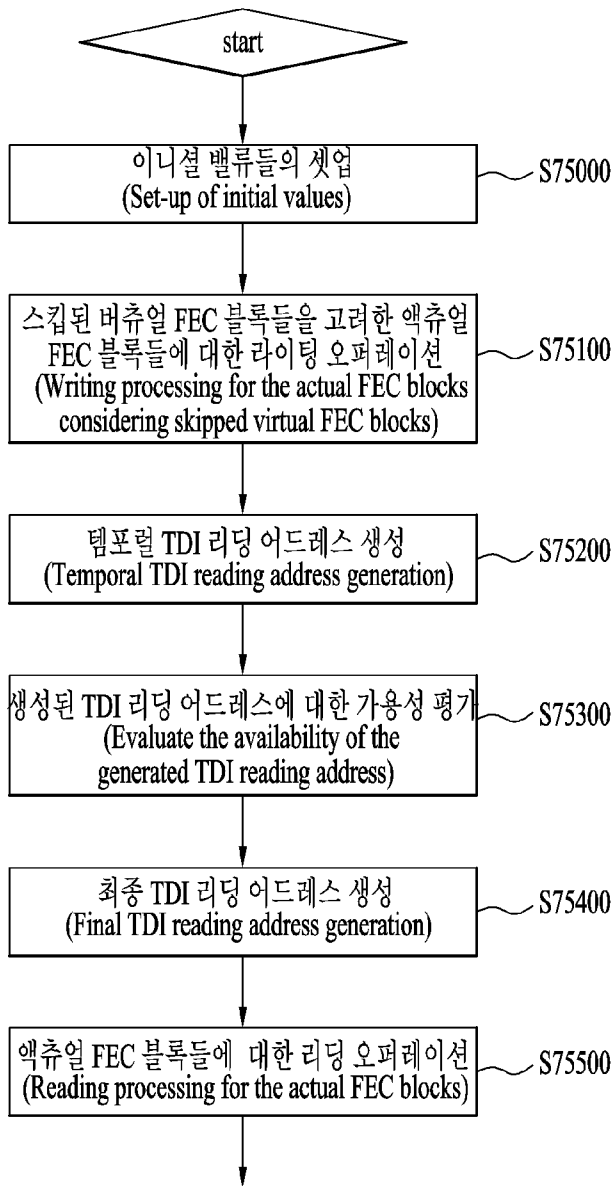 start
이니셜 밸류들의 셋업
(Set-up of initial values)
S75000
스킵된 버츄얼 FEC 블록들을 고려한 액츄얼
FEC 블록들에 대한 라이팅 오퍼레이션
(Writing processing for the actual FEC blocks
considering skipped virtual FEC blocks)
S75100
템포럴 TDI 리딩 어드레스 생성
(Temporal TDI reading address generation)
S75200
생성된 TDI 리딩 어드레스에 대한 가용성 평가
(Evaluate the availability of the
generated TDI reading address)
S75300
최종 TDI 리딩 어드레스 생성
(Final TDI reading address generation)
S75400
액츄얼 FEC 블록들에 대한 리딩 오퍼레이션
(Reading processing for the actual FEC blocks)
S75500